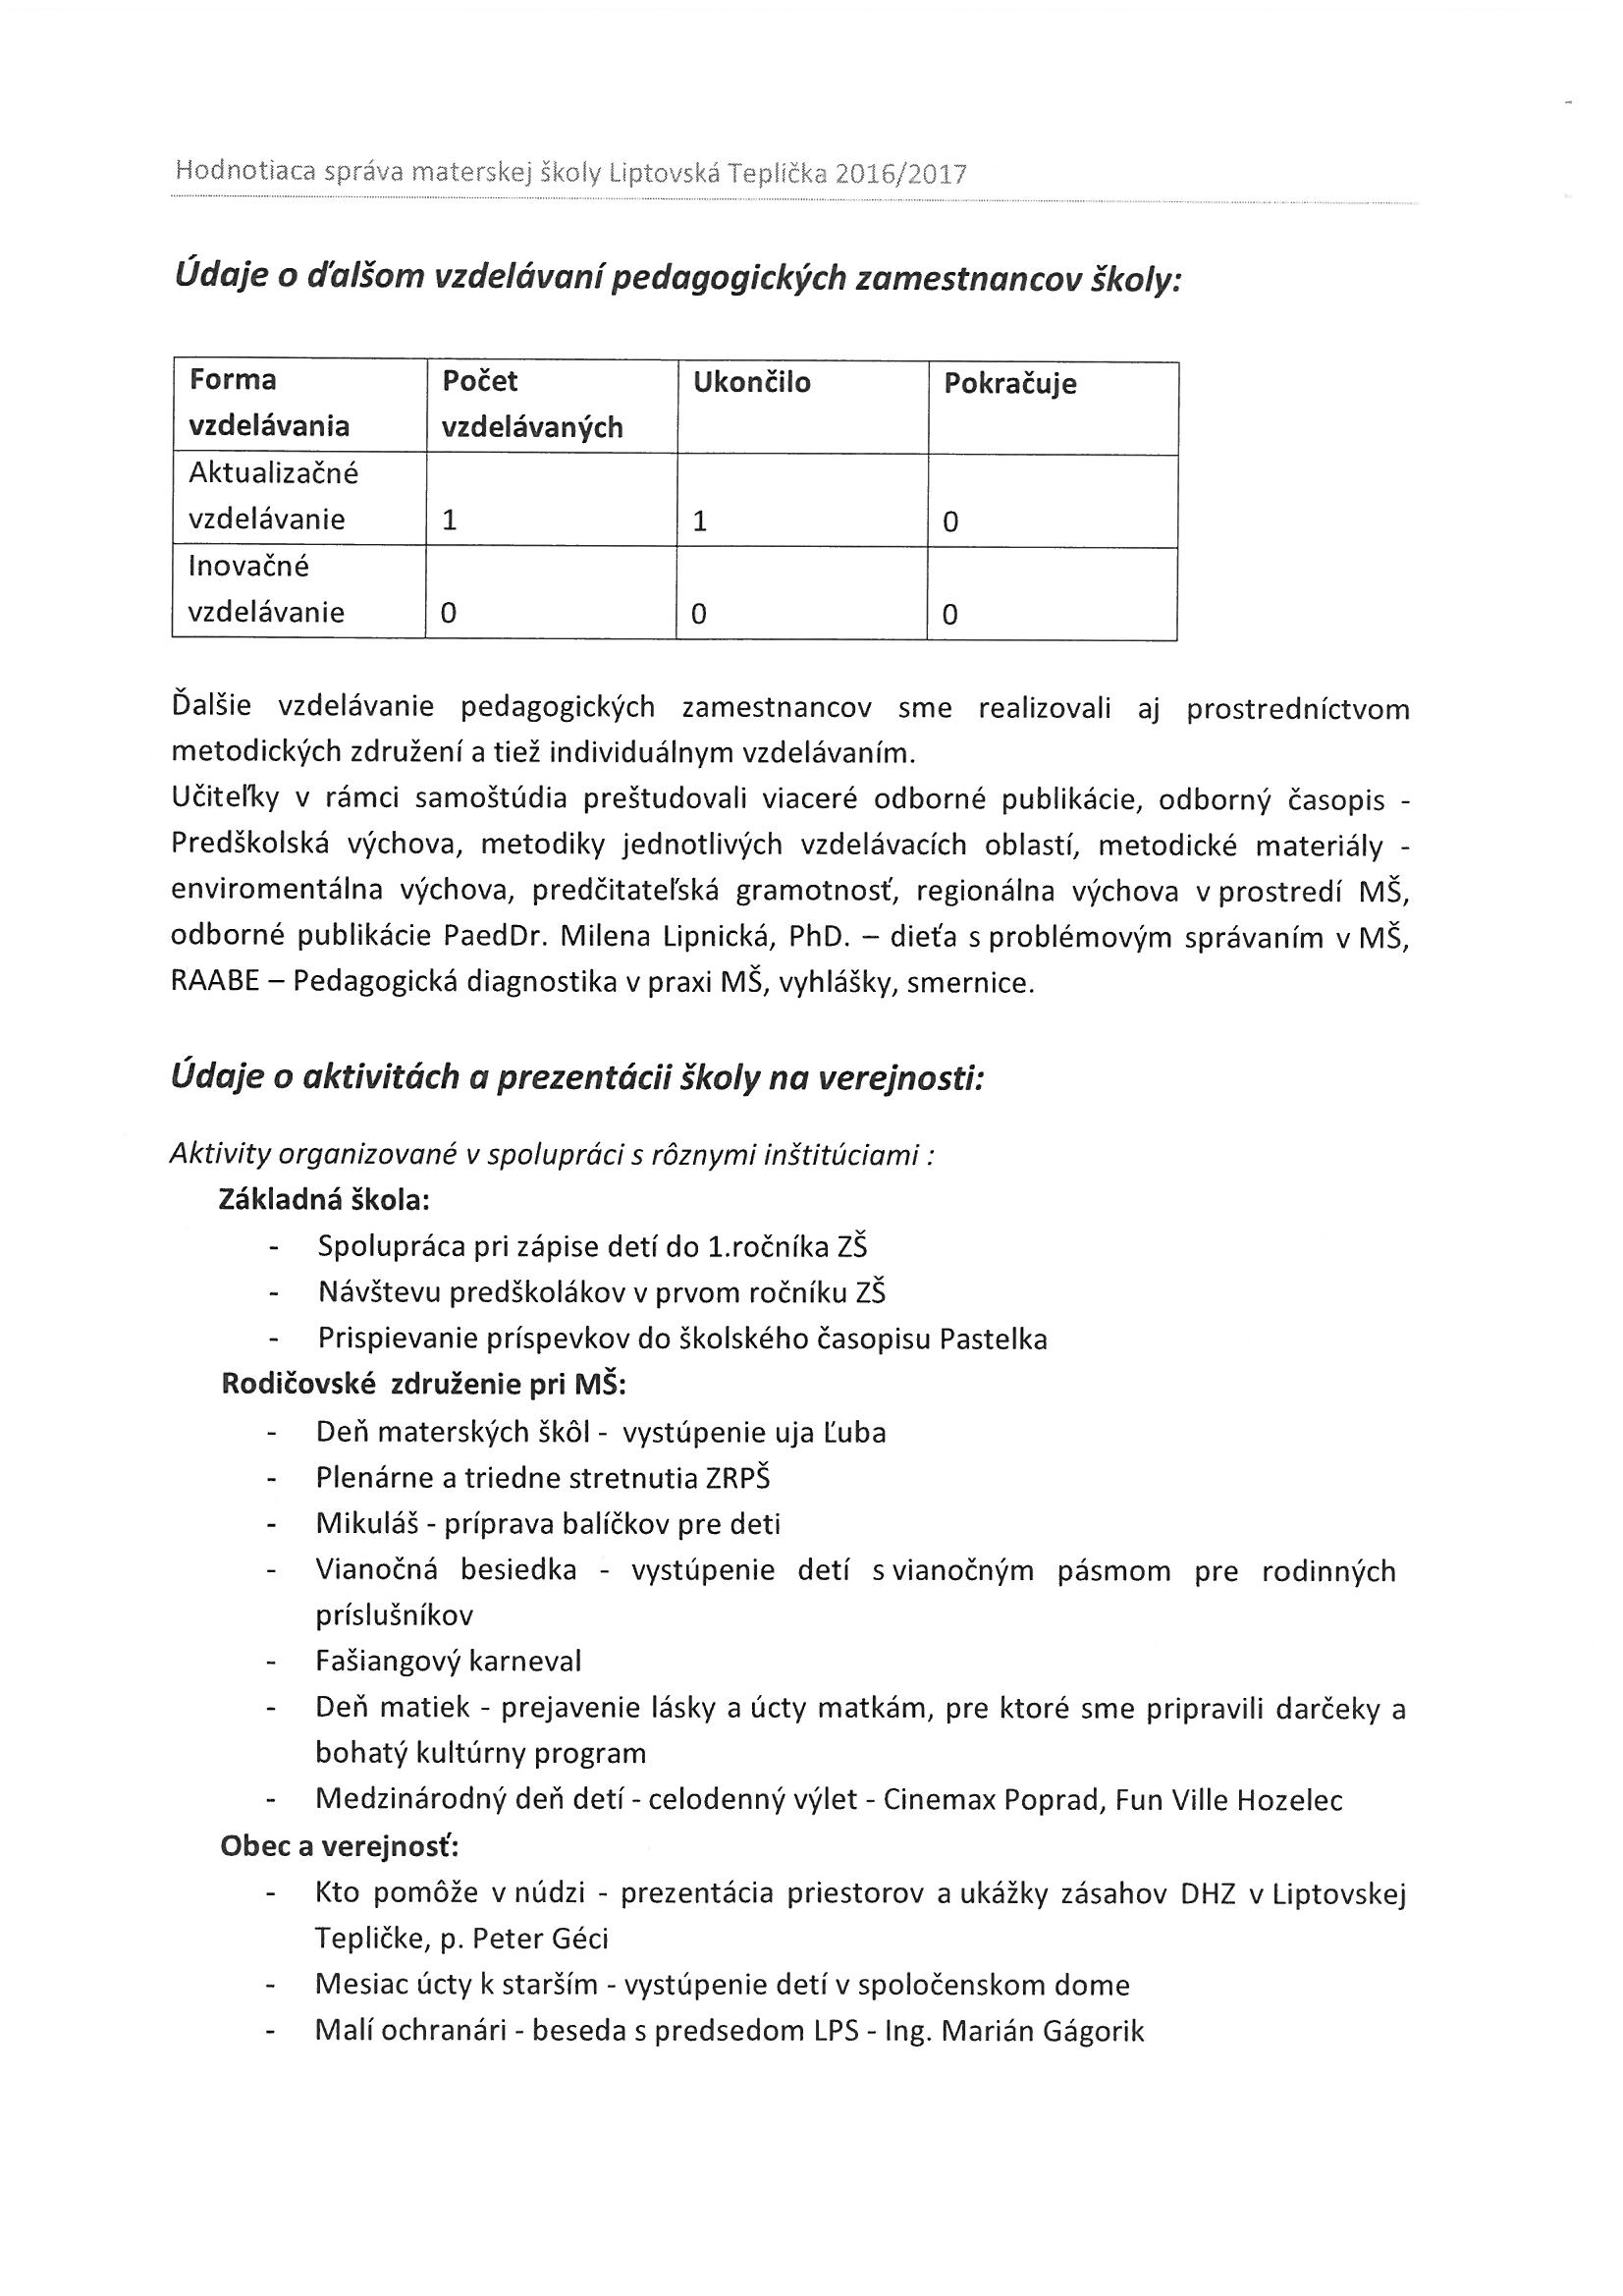 Hodnotiaca správa materskej školy Liptovská Teplička 2016/2017
Údaje o ďalšom vzdelávaní pedagogických zamestnancov školy:
Forma vzdelávania Počet vzdelávaných Ukončilo Pokračuje
Aktualizačné vzdelávanie 1 1 0
Inovačné vzdelávanie 0 0 0
Ďalšie vzdelávanie pedagogických zamestnancov sme realizovali aj prostredníctvom
metodických združení a tiež individuálnym vzdelávaním.
Učiteľky v rámci samoštúdia preštudovali viaceré odborné publikácie, odborný časopis -
Predškolská výchova, metodiky jednotlivých vzdelávacích oblastí, metodické materiály -
enviromentálna výchova, predčitateľská gramotnosť, regionálna výchova v prostredí MŠ,
odborné publikácie PaedDr. Milena Lipnická, PhD. – dieťa s problémovým správaním v MŠ,
RAABE – Pedagogická diagnostika v praxi MŠ, vyhlášky, smernice.
Údaje o aktivitách a prezentácii školy na verejnosti:
Aktivity organizované v spolupráci s rôznymi inštitúciami :
Základná škola:
- Spolupráca pri zápise detí do 1.ročníka ZŠ
- Návštevu predškolákov v prvom ročníku ZŠ
- Prispievanie príspevkov do školského časopisu Pastelka
Rodičovské združenie pri MŠ:
- Deň materských škôl - vystúpenie uja Ľuba
- Plenárne a triedne stretnutia ZRPŠ
- Mikuláš - príprava balíčkov pre deti
- Vianočná besiedka - vystúpenie detí s vianočným pásmom pre rodinných
príslušníkov
- Fašiangový karneval
- Deň matiek - prejavenie lásky a úcty matkám, pre ktoré sme pripravili darčeky a
bohatý kultúrny program
- Medzinárodný deň detí - celodenný výlet - Cinemax Poprad, Fun Ville Hozelec
Obec a verejnosť:
- Kto pomôže v núdzi - prezentácia priestorov a ukážky zásahov DHZ v Liptovskej
Tepličke, p. Peter Géci
- Mesiac úcty k starším - vystúpenie detí v spoločenskom dome
- Malí ochranári - beseda s predsedom LPS - Ing. Marián Gágorik